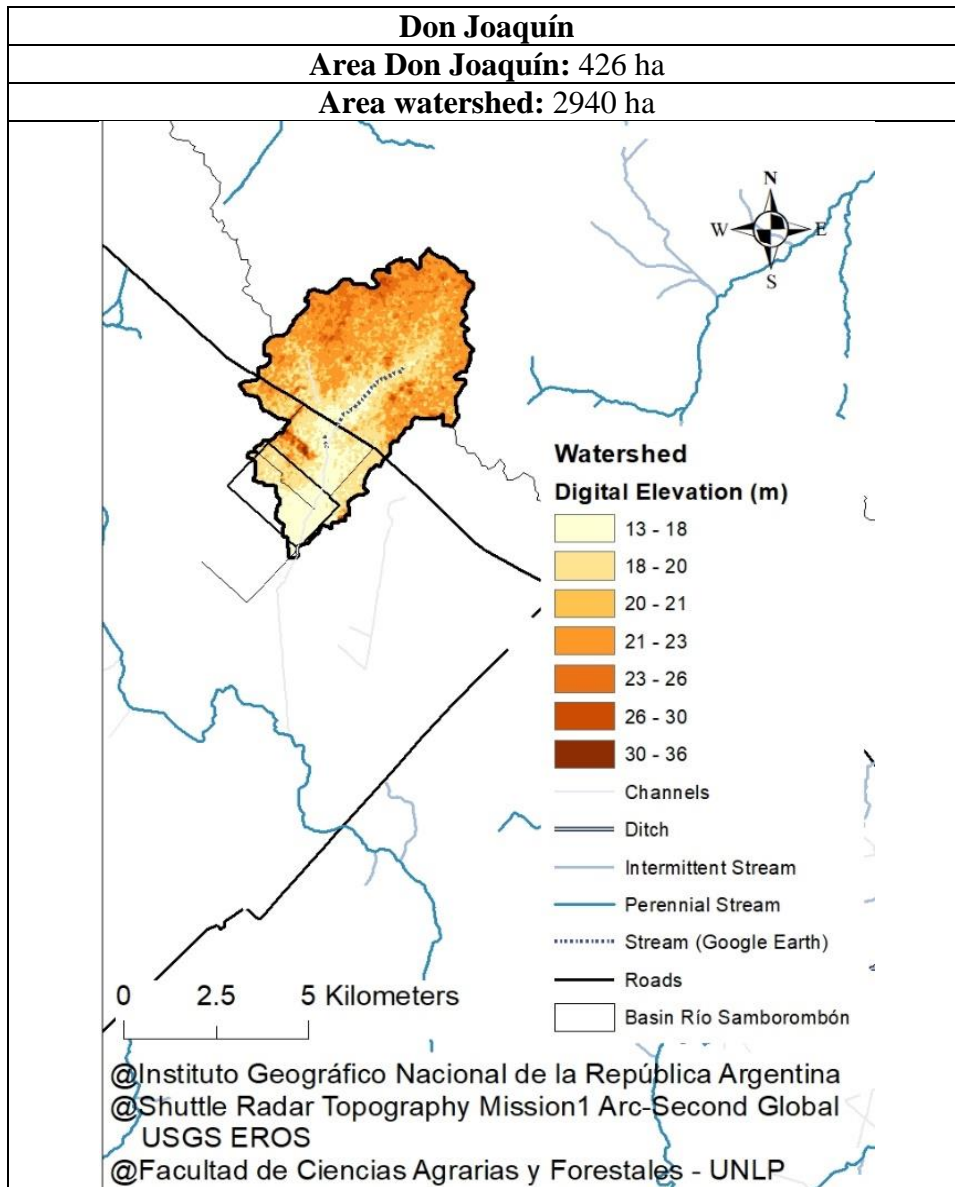 Don Joaquín
Area Don Joaquín: 426 ha
Area watershed: 2940 ha
N
W E
S
Watershed
Digital Elevation (m)
13 - 18
18 - 20
20 - 21
21 - 23
23 - 26
26 - 30
30 - 36
Channels
Ditch
Intermittent Stream
Perennial Stream
Stream (Google Earth)
Roads
Basin Río Samborombón
0 2.5 5 Kilometers
@Instituto Geográfico Nacional de la República Argentina
@Shuttle Radar Topography Mission1 Arc-Second Global
USGS EROS
@Facultad de Ciencias Agrarias y Forestales - UNLP